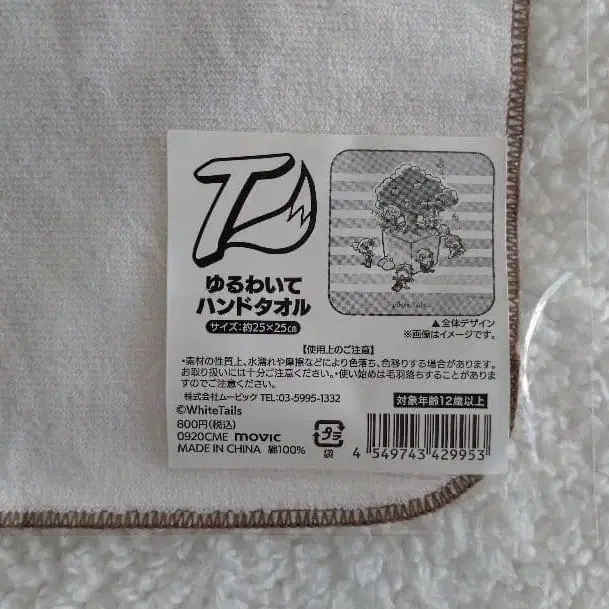 ゆるわいて
ハンドタオル
サイズ:約25×25㎝
▲全体デザイン
※画像はイメージです。
【使用上のご注意】
・素材の性質上、水濡れや摩擦などにより色落ち、色移りする場合があります。
お取り扱いには十分ご注意ください。・使い始めは毛羽落ちすることがありま
すのでご注意ください。
株式会社ムービック TEL:03-5995-1332
対象年齢12歳以上
©WhiteTails
800円(税込)
0920CME movic
MADE IN CHINA 綿100%
プラ
袋
4 549743 429953